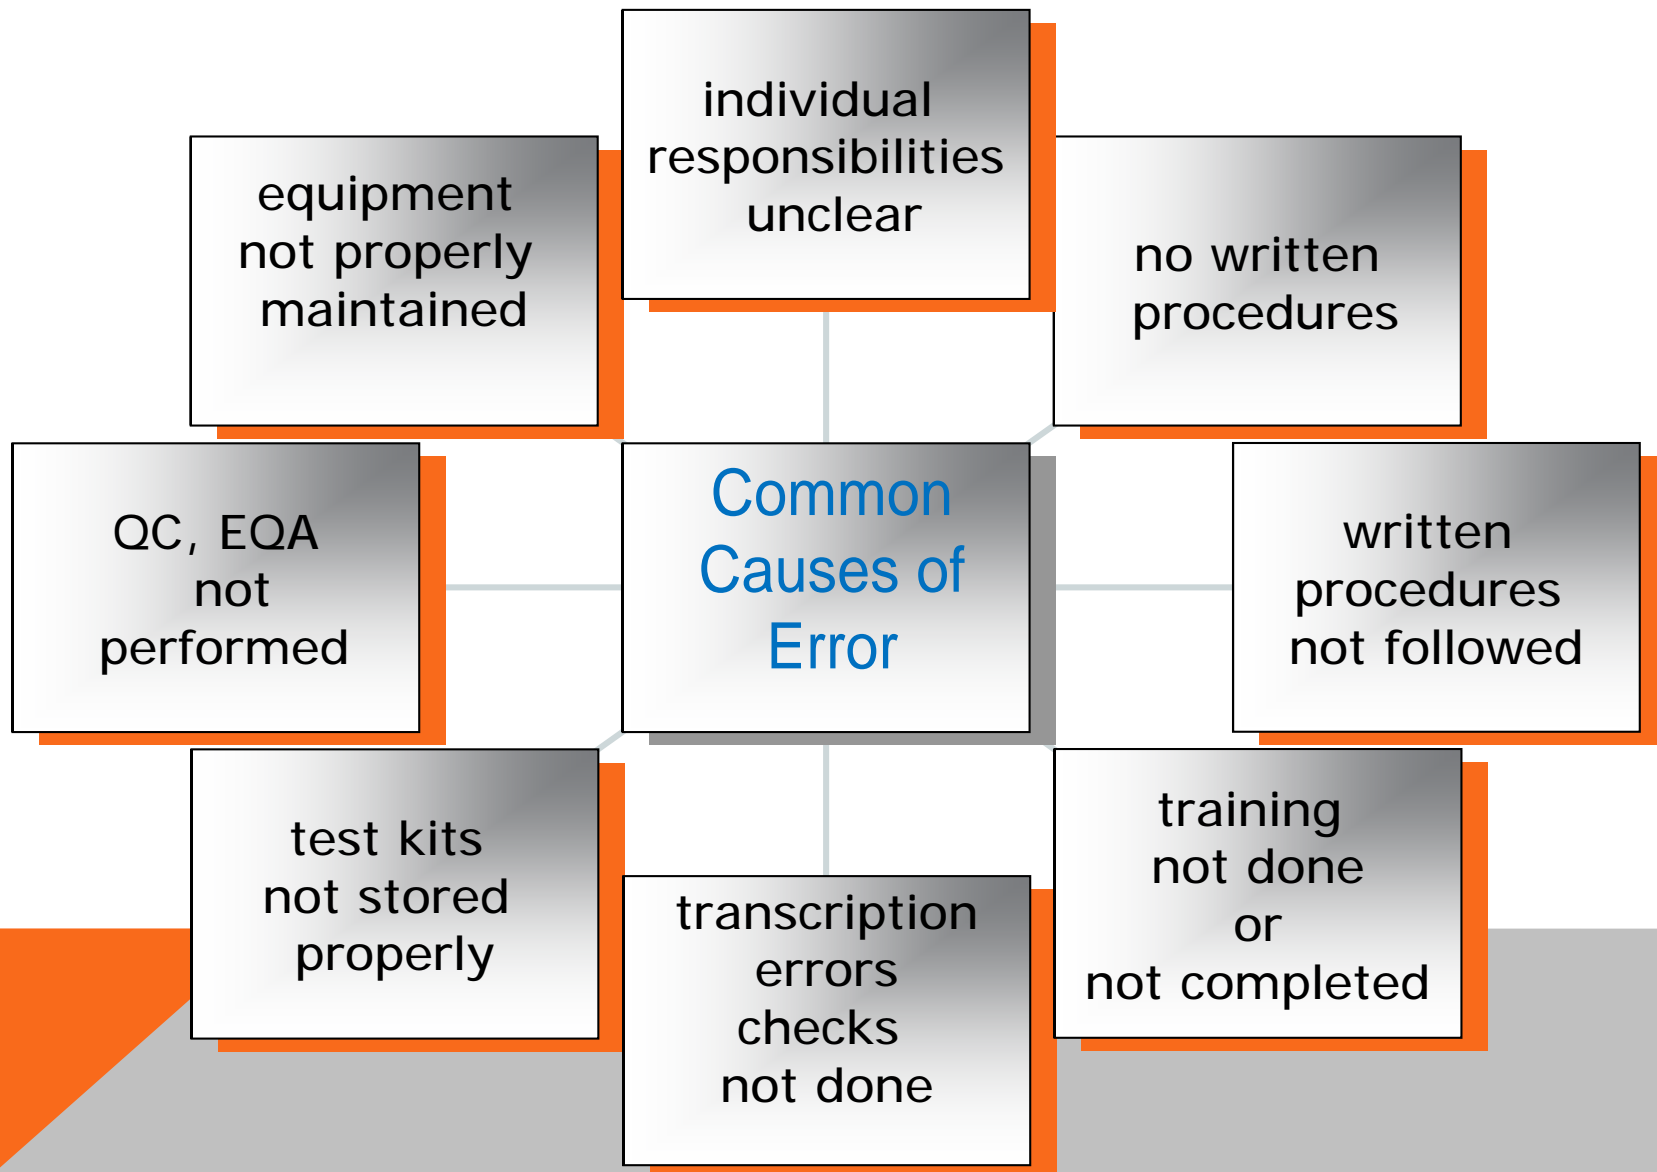 individual
responsibilities
unclear
equipment
not properly
maintained
no written
procedures
QC, EQA
not
performed
Common
Causes of
Error
written
procedures
not followed
test kits
not stored
properly
transcription
errors
checks
not done
training
not done
or
not completed